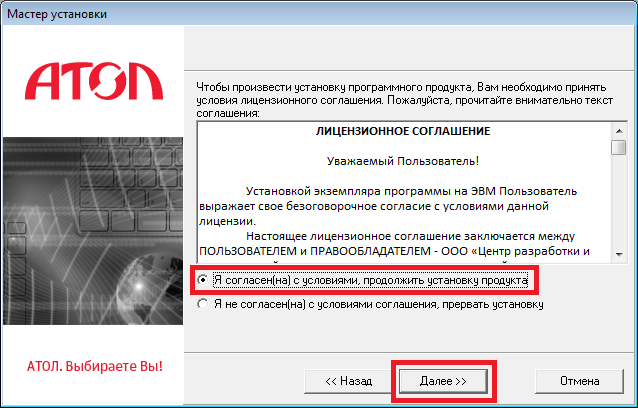 Мастер установки
АТОЛ
Чтобы произвести установку программного продукта, Вам необходимо принять
условия лицензионного соглашения. Пожалуйста, прочитайте внимательно текст
соглашения:
ЛИЦЕНЗИОННОЕ СОГЛАШЕНИЕ
Уважаемый Пользователь!
Установкой экземпляра программы на ЭВМ Пользователь
выражает свое безоговорочное согласие с условиями данной
лицензии.
Настоящее лицензионное соглашение заключается между
ПОЛЬЗОВАТЕЛЕМ и ПРАВООБЛАДАТЕЛЕМ - ООО «Центр разработки и
Я согласен(на) с условиями, продолжить установку продукта
Я не согласен(на) с условиями соглашения, прервать установку
АТОЛ. Выбираете Вы!
<< Назад
Далее >>
Отмена